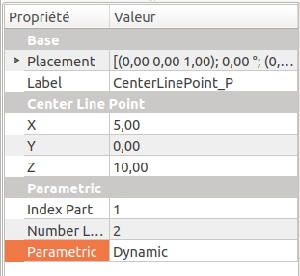 Propriété Valeur
Base
Placement [(0,00 0,00 1,00); 0,00 °; (0,...
Label CenterLinePoint_P
Center Line Point
X 5,00
Y 0,00
Z 10,00
Parametric
Index Part 1
Number L... 2
Parametric Dynamic